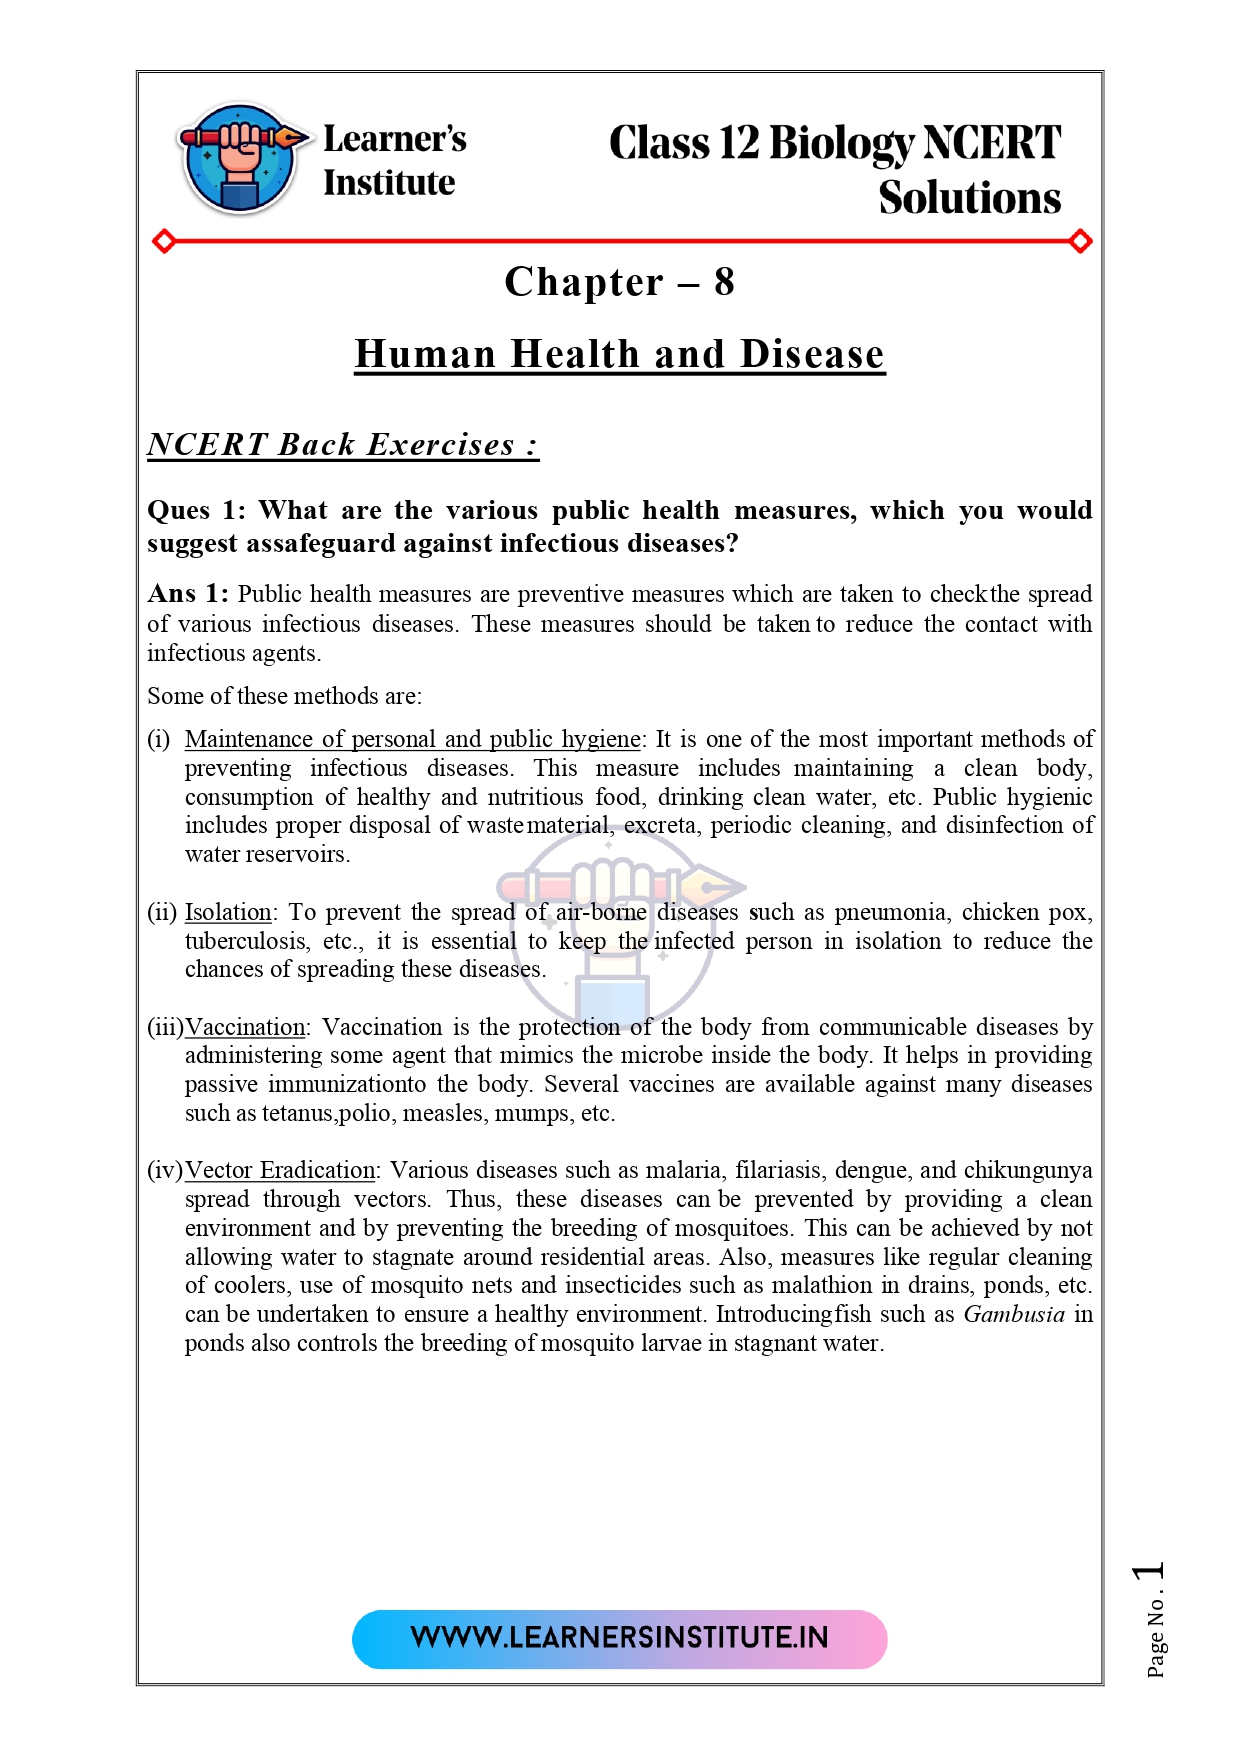 Learner's
Institute
Class 12 Biology NCERT
Solutions
Chapter – 8
Human Health and Disease
NCERT Back Exercises :
Ques 1: What are the various public health measures, which you would
suggest assafeguard against infectious diseases?
Ans 1: Public health measures are preventive measures which are taken to checkthe spread
of various infectious diseases. These measures should be taken to reduce the contact with
infectious agents.
Some of these methods are:
(i) Maintenance of personal and public hygiene: It is one of the most important methods of
preventing infectious diseases. This measure includes maintaining a clean body,
consumption of healthy and nutritious food, drinking clean water, etc. Public hygienic
includes proper disposal of waste material, excreta, periodic cleaning, and disinfection of
water reservoirs.
(ii) Isolation: To prevent the spread of air-borne diseases such as pneumonia, chicken pox,
tuberculosis, etc., it is essential to keep the infected person in isolation to reduce the
chances of spreading these diseases.
(iii)Vaccination: Vaccination is the protection of the body from communicable diseases by
administering some agent that mimics the microbe inside the body. It helps in providing
passive immunizationto the body. Several vaccines are available against many diseases
such as tetanus,polio, measles, mumps, etc.
(iv)Vector Eradication: Various diseases such as malaria, filariasis, dengue, and chikungunya
spread through vectors. Thus, these diseases can be prevented by providing a clean
environment and by preventing the breeding of mosquitoes. This can be achieved by not
allowing water to stagnate around residential areas. Also, measures like regular cleaning
of coolers, use of mosquito nets and insecticides such as malathion in drains, ponds, etc.
can be undertaken to ensure a healthy environment. Introducingfish such as Gambusia in
ponds also controls the breeding of mosquito larvae in stagnant water.
WWW.LEARNERSINSTITUTE.IN
Page No. 1